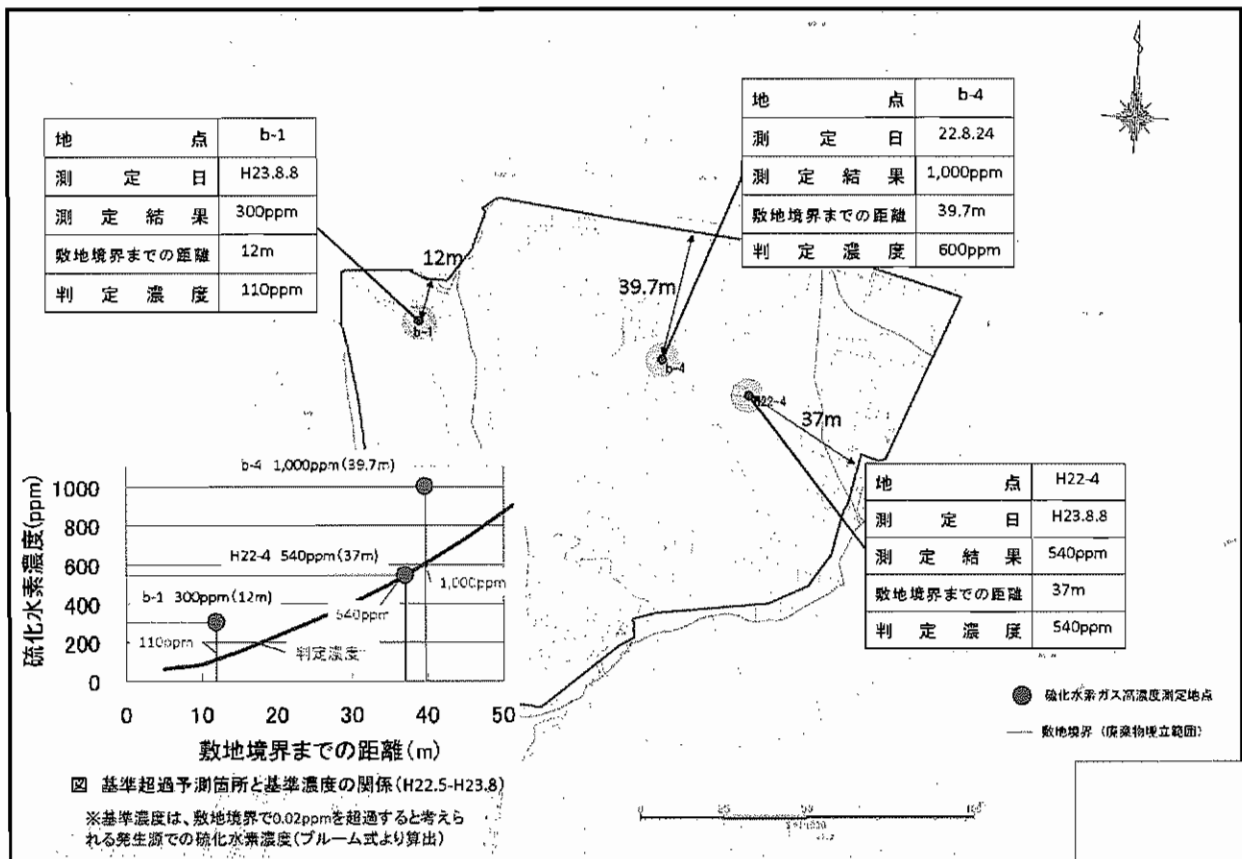 地点 b-1
測定日 H23.8.8
測定結果 300ppm
敷地境界までの距離 12m
判定濃度 110ppm
地点 b-4
測定日 22.8.24
測定結果 1,000ppm
敷地境界までの距離 39.7m
判定濃度 600ppm
12m
39.7m
b-1
b-4
H22-4
37m
地点 H22-4
測定日 H23.8.8
測定結果 540ppm
敷地境界までの距離 37m
判定濃度 540ppm
b-4 1,000ppm(39.7m)
H22-4 540ppm(37m)
b-1 300ppm(12m)
1,000ppm
540ppm
110ppm
判定濃度
硫化水素濃度(ppm)
1000
800
600
400
200
0
0 10 20 30 40 50
敷地境界までの距離(m)
図 基準超過予測箇所と基準濃度の関係(H22.5-H23.8)
※基準濃度は、敷地境界で0.02ppmを超過すると考えら
れる発生源での硫化水素濃度(プルーム式より算出)
硫化水素ガス高濃度測定地点
敷地境界(廃棄物埋立範囲)